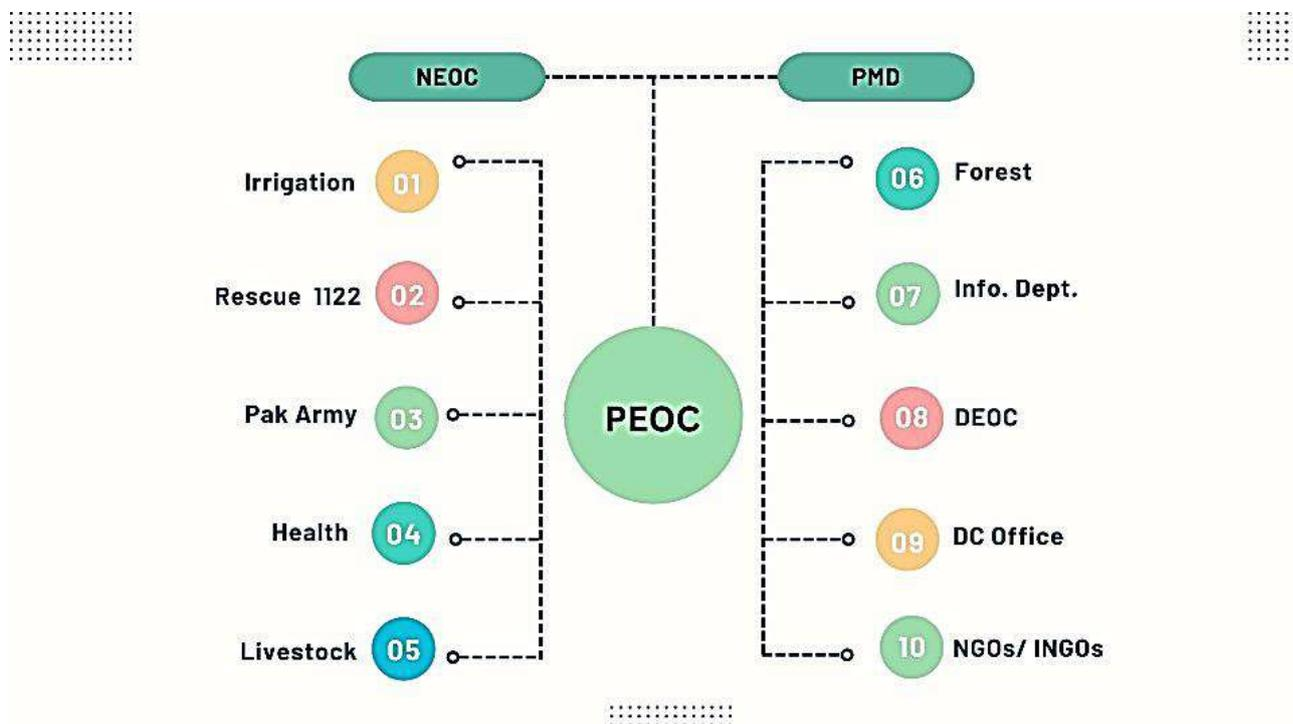 NEOC
PMD
Irrigation 01
Rescue 1122 02
Pak Army 03
Health 04
Livestock 05
PEOC
06 Forest
07 Info. Dept.
08 DEOC
09 DC Office
10 NGOs/ INGOs